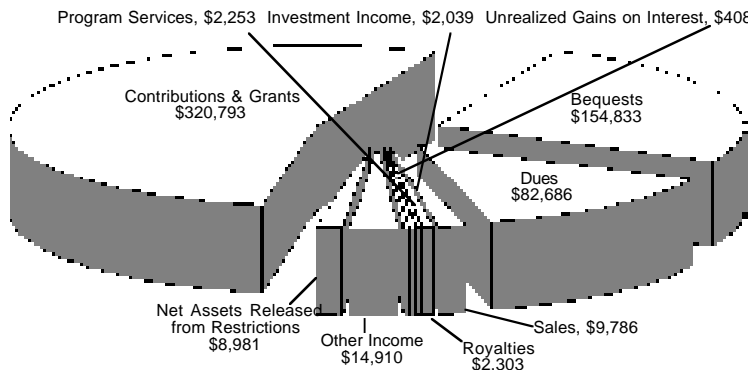 Program Services, $2,253 Investment Income, $2,039 Unrealized Gains on Interest, $408
Contributions & Grants
$320,793
Bequests
$154,833
Dues
$82,686
Net Assets Released
from Restrictions
$8,981
Other Income
$14,910
Royalties
$2,303
Sales, $9,786